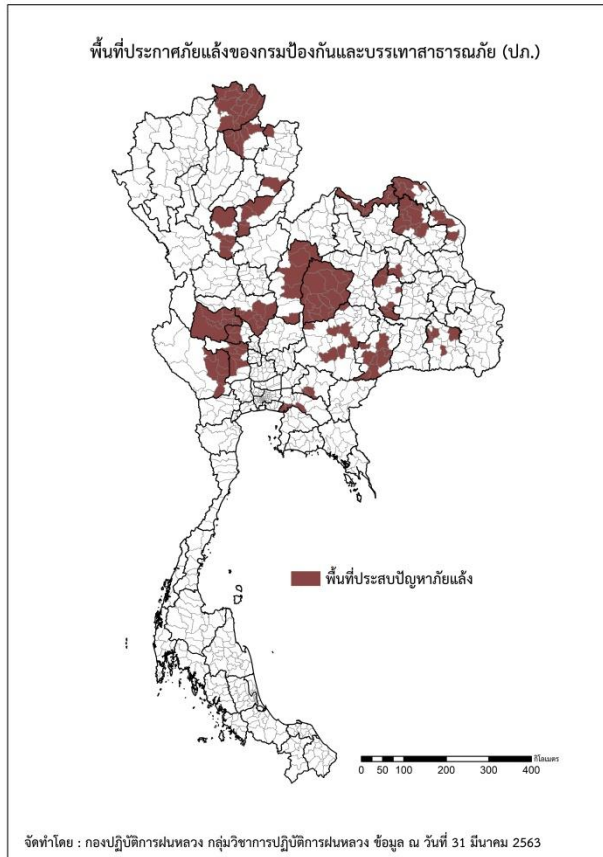 พื้นที่ประกาศภัยแล้งของกรมป้องกันและบรรเทาสาธารณภัย (ปภ.)
พื้นที่ประสบปัญหาภัยแล้ง
กิโลเมตร
0 50 100 200 300 400
จัดทำโดย : กองปฏิบัติการฝนหลวง กลุ่มวิชาการปฏิบัติการฝนหลวง ข้อมูล ณ วันที่ 31 มีนาคม 2563